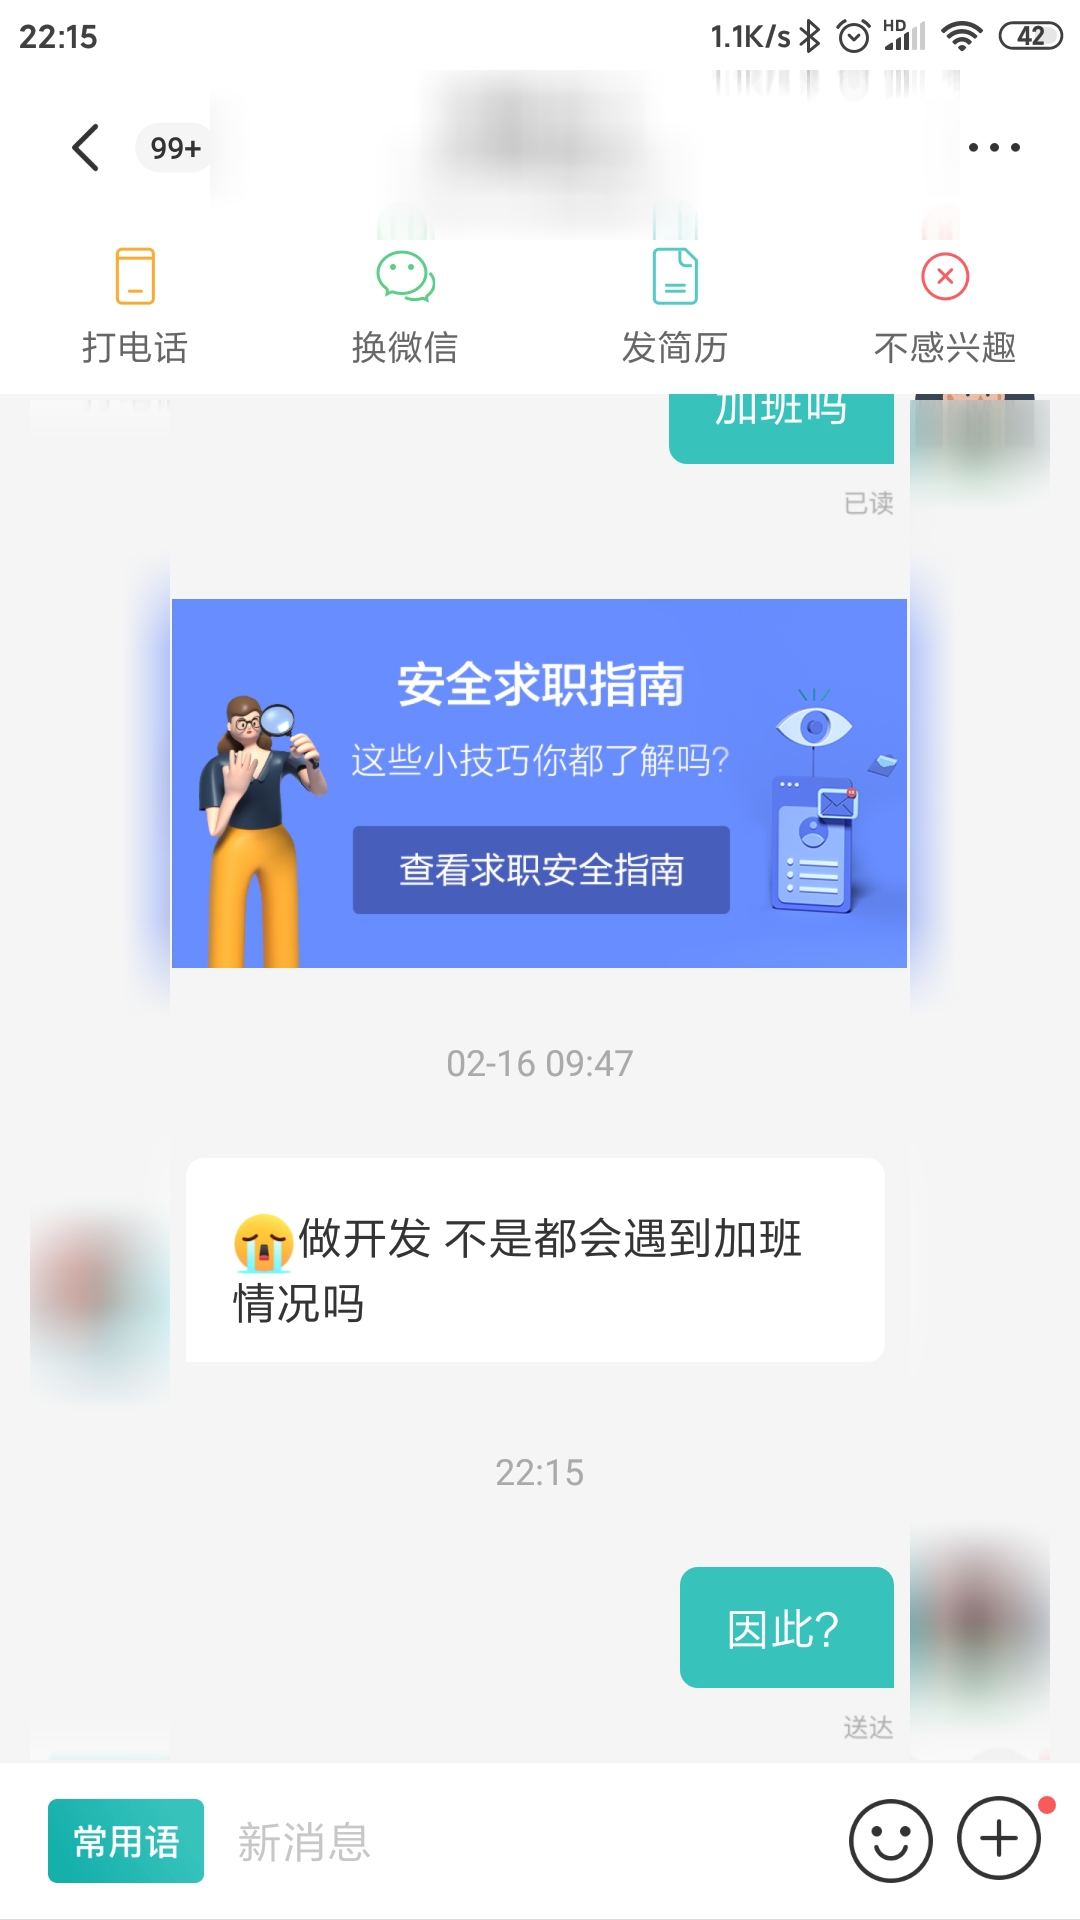 22:15
1.1K/s
HD
42
99+
打电话
换微信
发简历
不感兴趣
加班吗
已读
安全求职指南
这些小技巧你都了解吗?
查看求职安全指南
02-16 09:47
😭做开发 不是都会遇到加班
情况吗
22:15
因此?
送达
常用语
新消息